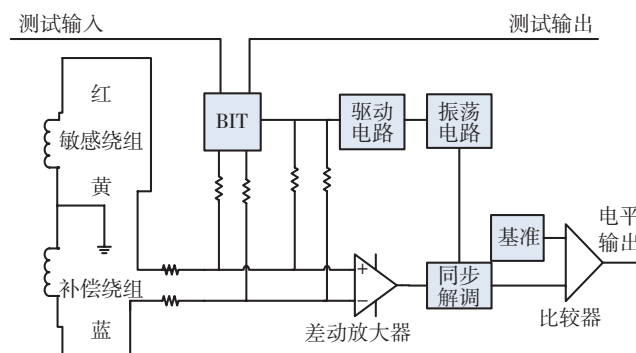 测试输入
测试输出
红
敏感绕组
黄
补偿绕组
蓝
BIT
驱动
电路
振荡
电路
基准
电平
输出
+
−
同步
解调
差动放大器
比较器